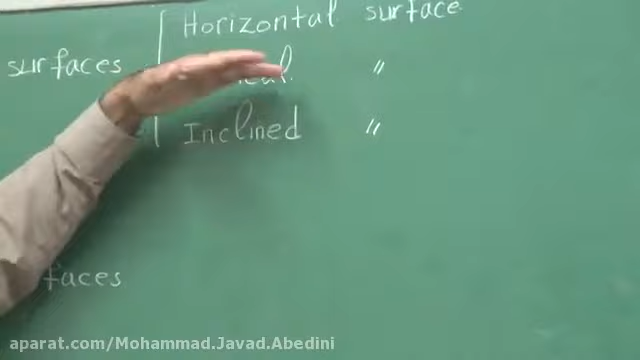 Horizontal surface
surfaces
〃
Inclined 〃
faces
aparat.com/Mohammad.Javad.Abedini